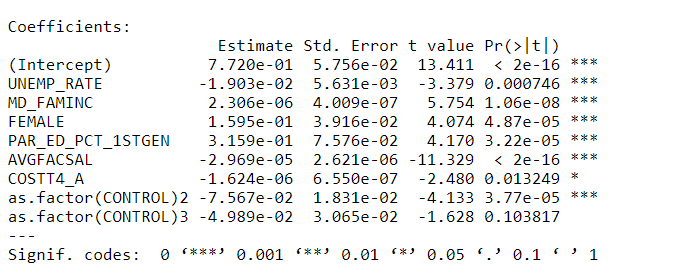 Coefficients:
Estimate Std. Error t value Pr(>|t|)
(Intercept) 7.720e-01 5.756e-02 13.411 < 2e-16 ***
UNEMP_RATE -1.903e-02 5.631e-03 -3.379 0.000746 ***
MD_FAMINC 2.306e-06 4.009e-07 5.754 1.06e-08 ***
FEMALE 1.595e-01 3.916e-02 4.074 4.87e-05 ***
PAR_ED_PCT_1STGEN 3.159e-01 7.576e-02 4.170 3.22e-05 ***
AVGFACSAL -2.969e-05 2.621e-06 -11.329 < 2e-16 ***
COSTT4_A -1.624e-06 6.550e-07 -2.480 0.013249 *
as.factor(CONTROL)2 -7.567e-02 1.831e-02 -4.133 3.77e-05 ***
as.factor(CONTROL)3 -4.989e-02 3.065e-02 -1.628 0.103817
---
Signif. codes: 0 ‘***’ 0.001 ‘**’ 0.01 ‘*’ 0.05 ‘.’ 0.1 ‘ ’ 1